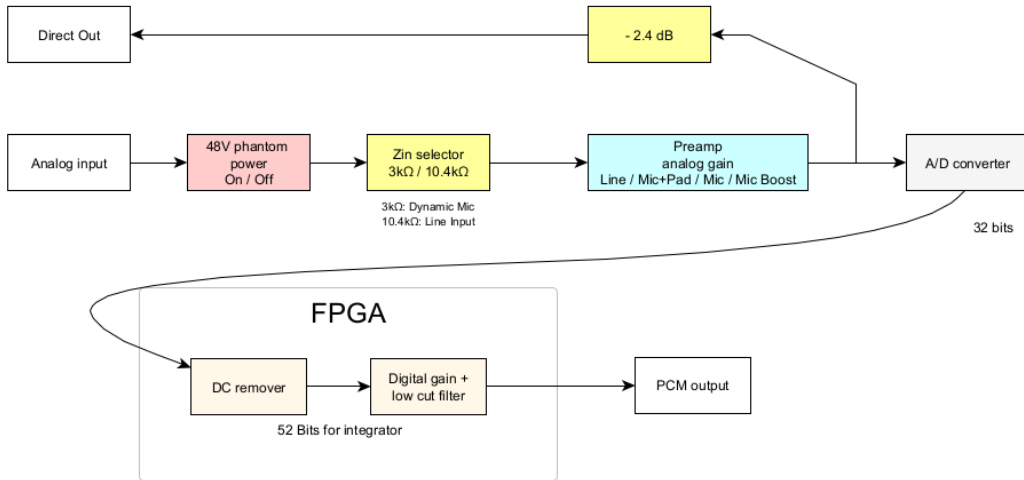 Direct Out
- 2.4 dB
Analog input
48V phantom
power
On / Off
Zin selector
3kΩ / 10.4kΩ
Preamp
analog gain
Line / Mic+Pad / Mic / Mic Boost
A/D converter
3kΩ: Dynamic Mic
10.4kΩ: Line Input
32 bits
FPGA
DC remover
Digital gain +
low cut filter
PCM output
52 Bits for integrator